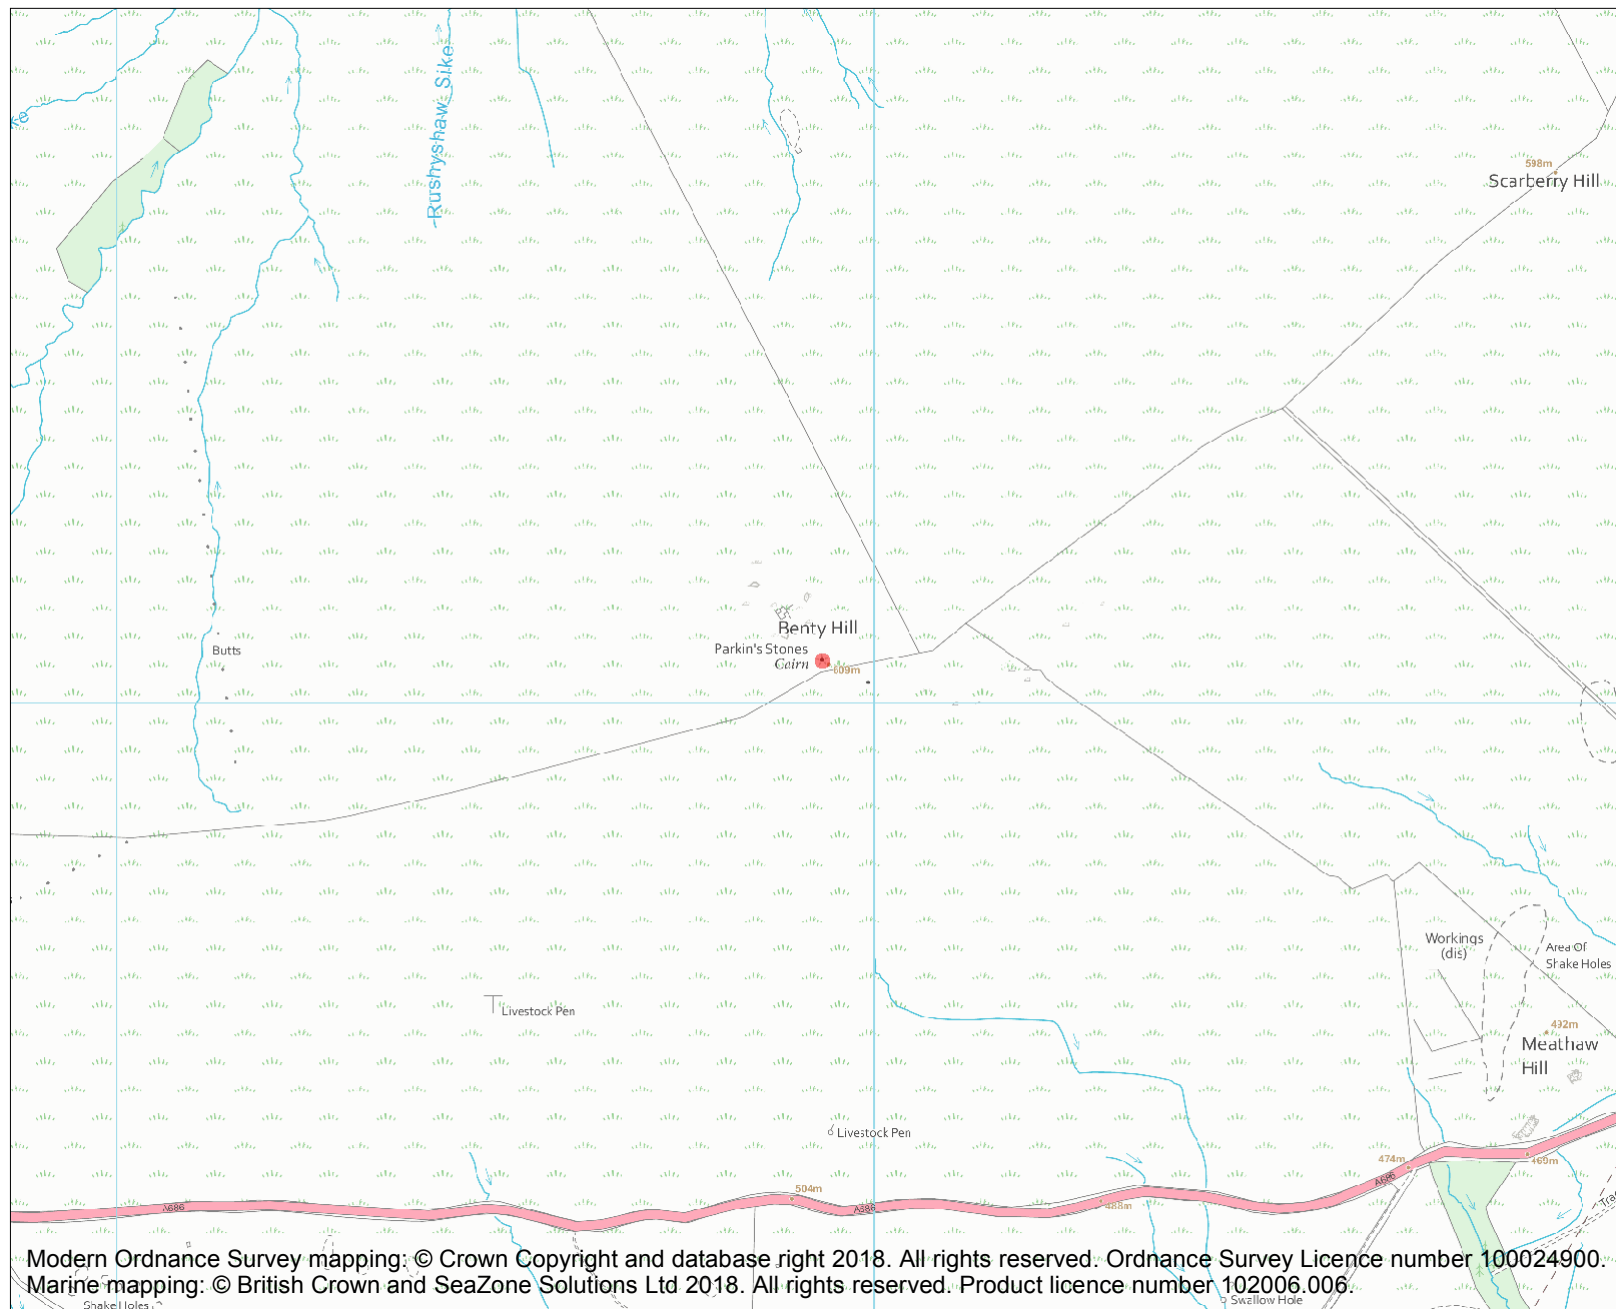 Rushyshaw Sike
598m
Scarberry Hill
Benty Hill
Parkin's Stones
Cairn
609m
Butts
Workings
(dis)
Area Of
Shake Holes
Livestock Pen
492m
Meathaw
Hill
Livestock Pen
474m
469m
A686
504m
A686
A686
488m
Modern Ordnance Survey mapping: © Crown Copyright and database right 2018. All rights reserved. Ordnance Survey Licence number 100024900.
Marine mapping: © British Crown and SeaZone Solutions Ltd 2018. All rights reserved. Product licence number 102006.006.
Shake Holes
Swallow Hole